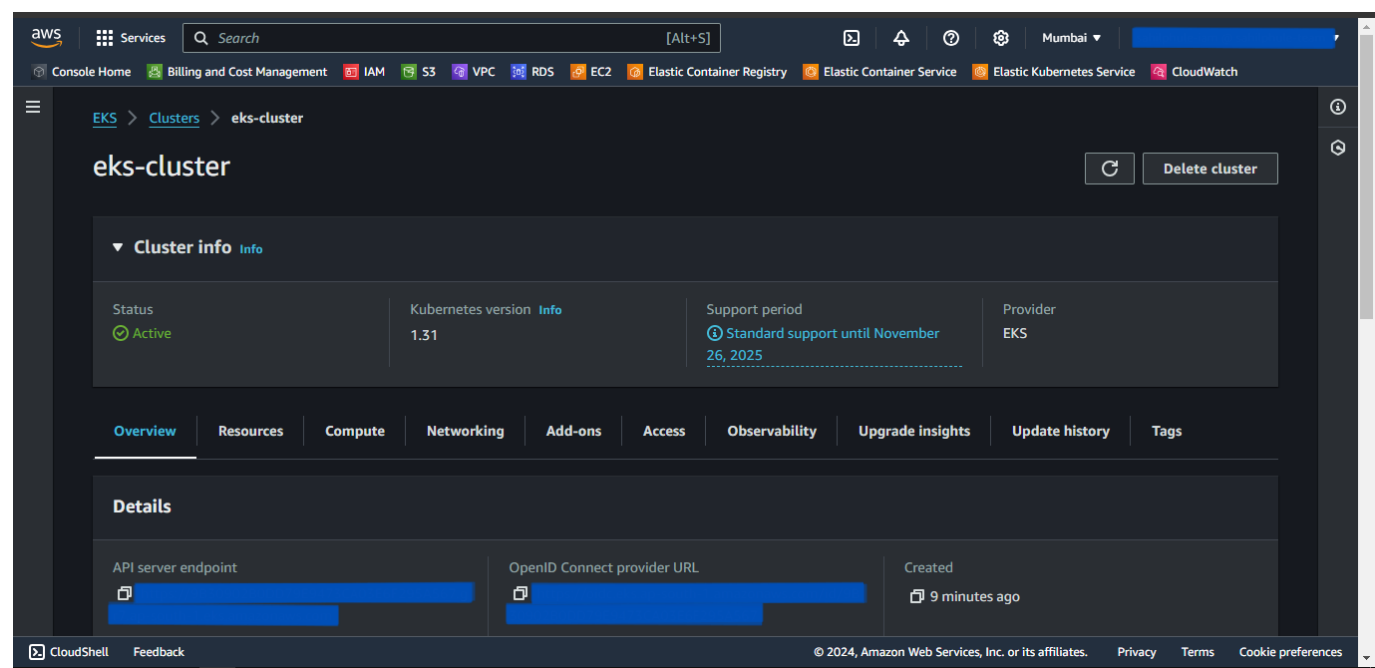 aws Services Search [Alt+S] Mumbai
Console Home Billing and Cost Management IAM S3 VPC RDS EC2 Elastic Container Registry Elastic Container Service Elastic Kubernetes Service CloudWatch
EKS > Clusters > eks-cluster
eks-cluster
Delete cluster
Cluster info Info
Status
Active
Kubernetes version Info
1.31
Support period
Standard support until November
26, 2025
Provider
EKS
Overview Resources Compute Networking Add-ons Access Observability Upgrade insights Update history Tags
Details
API server endpoint
OpenID Connect provider URL
Created
9 minutes ago
CloudShell Feedback © 2024, Amazon Web Services, Inc. or its affiliates. Privacy Terms Cookie preferences